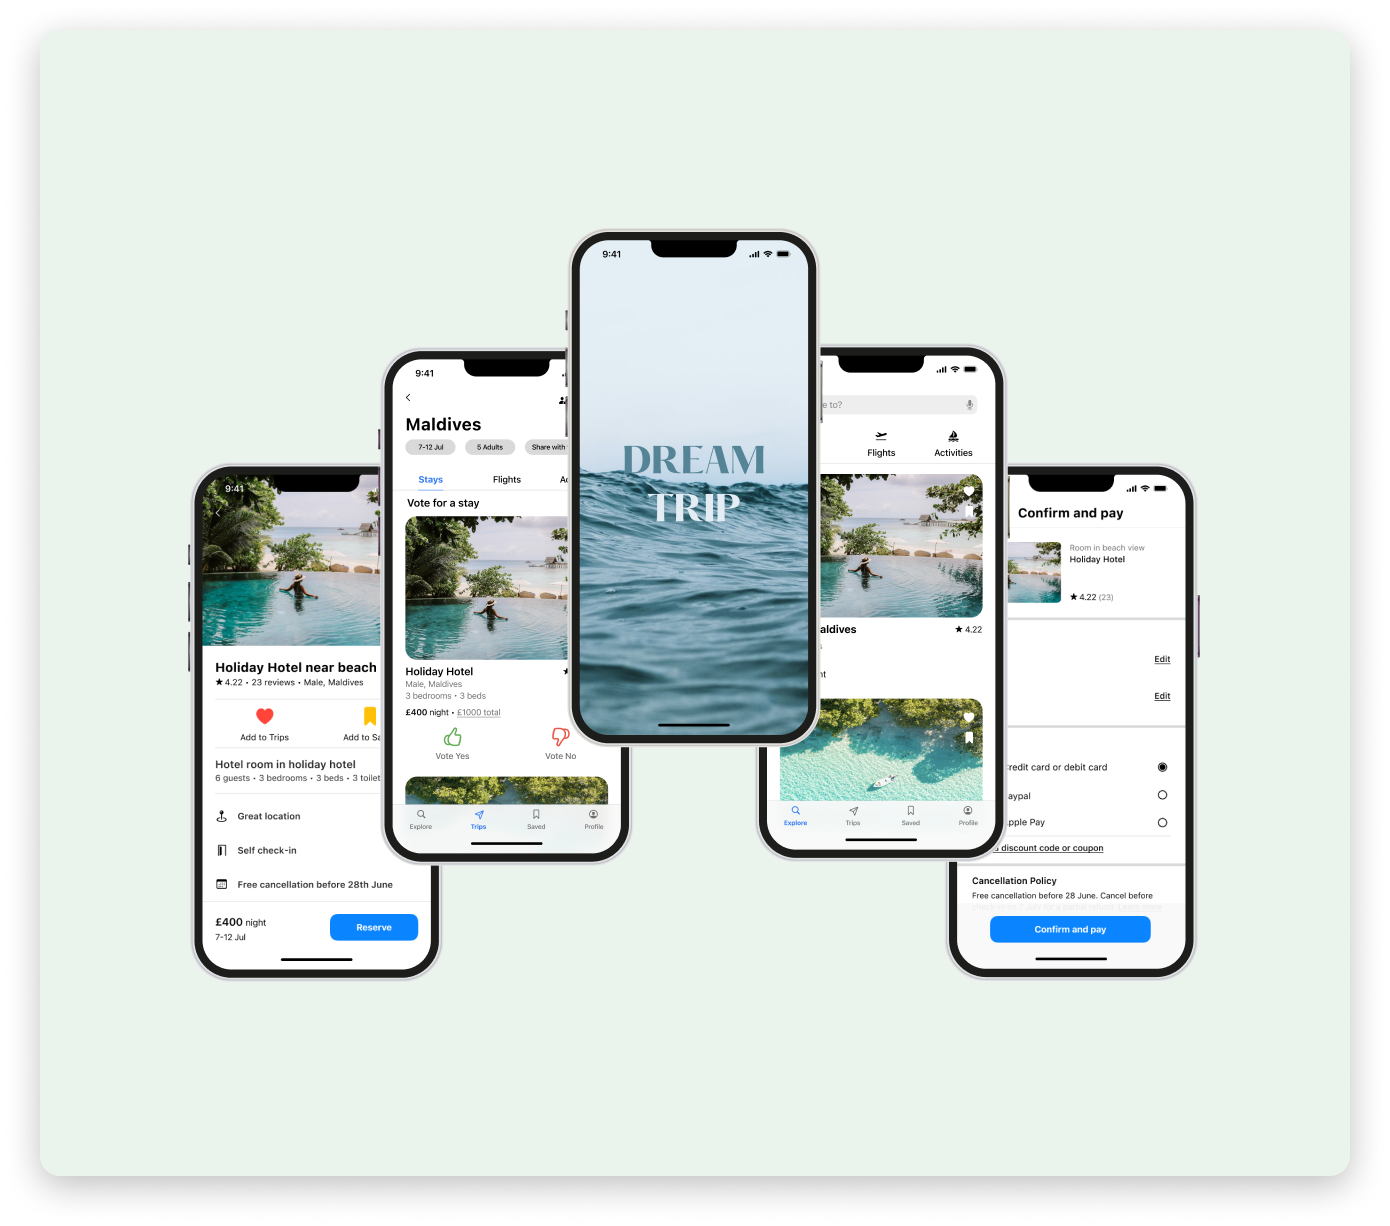 9:41
Holiday Hotel near beach
4.22 • 23 reviews • Male, Maldives
Add to Trips
Add to
Hotel room in holiday hotel
6 guests • 3 bedrooms • 3 beds • 3
Great location
Self check-in
Free cancellation before 28th June
£400 night
7-12 Jul
Reserve
9:41
Maldives
7-12 Jul
5 Adults
Share with
Stays
Flights
Vote for a stay
Holiday Hotel
Male, Maldives
3 bedrooms • 3 beds
£400 night • £1000 total
Vote Yes
Vote No
Explore
Trips
Saved
Profile
9:41
DREAM
TRIP
to?
Flights
Activities
aldives
4.22
Explore
Trips
Saved
Profile
Confirm and pay
Room in beach view
Holiday Hotel
4.22 (23)
Edit
Edit
redit card or debit card
aypal
pple Pay
discount code or coupon
Cancellation Policy
Free cancellation before 28 June. Cancel before
Confirm and pay